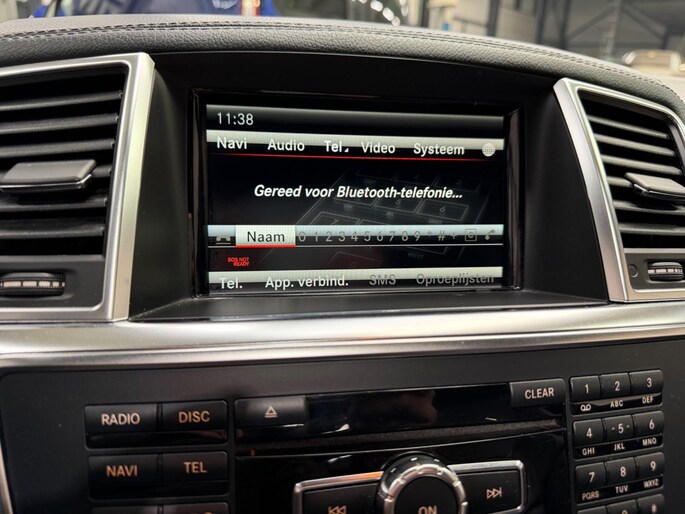 11:38
Navi Audio Tel. Video Systeem
Gereed voor Bluetooth-telefonie...
Naam 0 1 2 3 4 5 6 7 8 9 * # +
SOS NOT
READY
Tel. App. verbind. SMS Oproeplijsten
RADIO DISC CLEAR 1 2 ABC 3 DEF
NAVI TEL 4 GHI 5 JKL 6 MNO
ON 7 PQRS 8 TUV 9 WXYZ
* 0 #